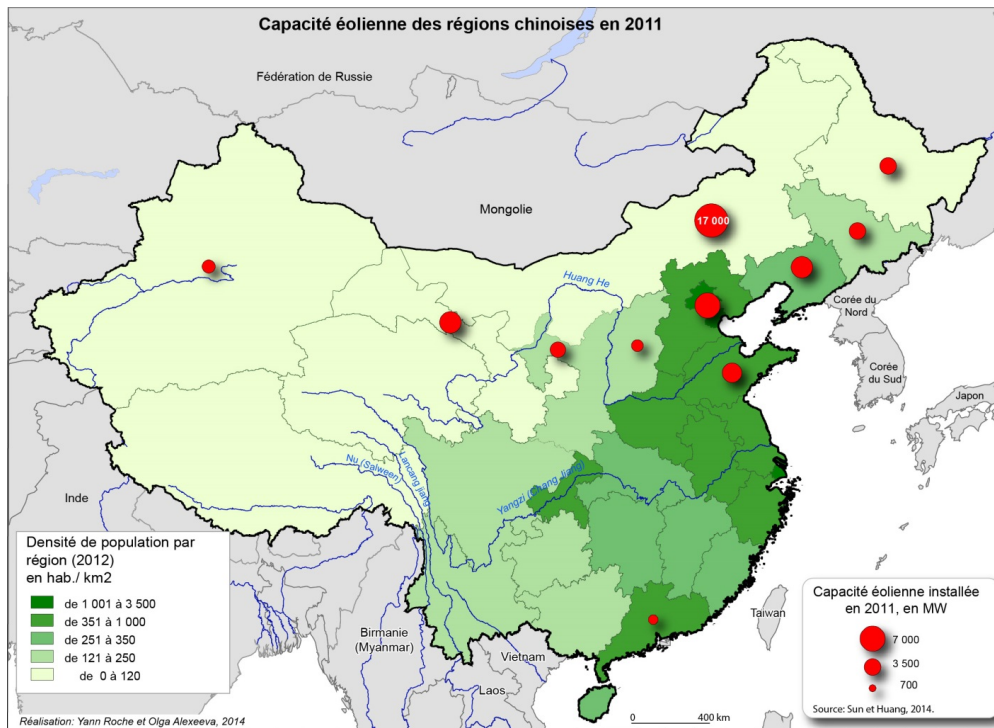 Capacité éolienne des régions chinoises en 2011
Fédération de Russie
Mongolie
17 000
Huang He
Corée du
Nord
Corée
du Sud
Japon
Nu (Salween)
Lancang jiang
Yangzi (Chang Jiang)
Inde
Birmanie
(Myanmar)
Vietnam
Laos
Taiwan
Densité de population par
région (2012)
en hab./ km2
de 1 001 à 3 500
de 351 à 1 000
de 251 à 350
de 121 à 250
de 0 à 120
Capacité éolienne installée
en 2011, en MW
7 000
3 500
700
Source: Sun et Huang, 2014.
0 400 km
Réalisation: Yann Roche et Olga Alexeeva, 2014